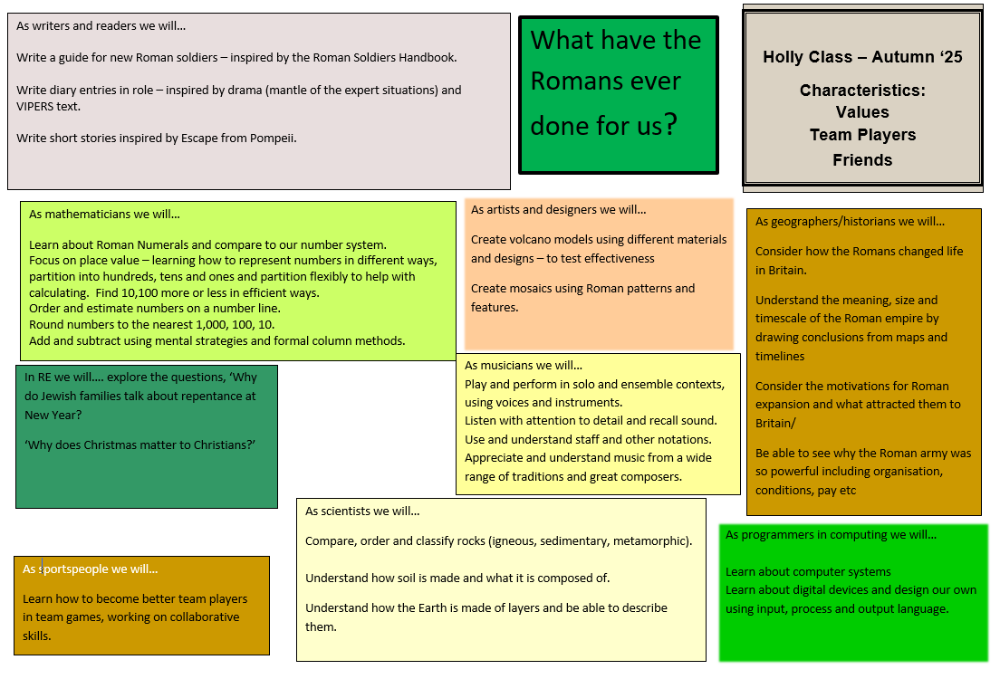 As writers and readers we will…
Write a guide for new Roman soldiers – inspired by the Roman Soldiers Handbook.
Write diary entries in role – inspired by drama (mantle of the expert situations) and
VIPERS text.
Write short stories inspired by Escape from Pompeii.
What have the
Romans ever
done for us?
Holly Class – Autumn ‘25
Characteristics:
Values
Team Players
Friends
As mathematicians we will…
Learn about Roman Numerals and compare to our number system.
Focus on place value – learning how to represent numbers in different ways,
partition into hundreds, tens and ones and partition flexibly to help with
calculating.  Find 10,100 more or less in efficient ways.
Order and estimate numbers on a number line.
Round numbers to the nearest 1,000, 100, 10.
Add and subtract using mental strategies and formal column methods.
As artists and designers we will…
Create volcano models using different materials
and designs – to test effectiveness
Create mosaics using Roman patterns and
features.
As geographers/historians we will…
Consider how the Romans changed life
in Britain.
Understand the meaning, size and
timescale of the Roman empire by
drawing conclusions from maps and
timelines
Consider the motivations for Roman
expansion and what attracted them to
Britain/
Be able to see why the Roman army was
so powerful including organisation,
conditions, pay etc
In RE we will…. explore the questions, ‘Why
do Jewish families talk about repentance at
New Year?
‘Why does Christmas matter to Christians?’
As musicians we will…
Play and perform in solo and ensemble contexts,
using voices and instruments.
Listen with attention to detail and recall sound.
Use and understand staff and other notations.
Appreciate and understand music from a wide
range of traditions and great composers.
As scientists we will…
Compare, order and classify rocks (igneous, sedimentary, metamorphic).
Understand how soil is made and what it is composed of.
Understand how the Earth is made of layers and be able to describe
them.
As programmers in computing we will…
Learn about computer systems
Learn about digital devices and design our own
using input, process and output language.
As sportspeople we will…
Learn how to become better team players
in team games, working on collaborative
skills.